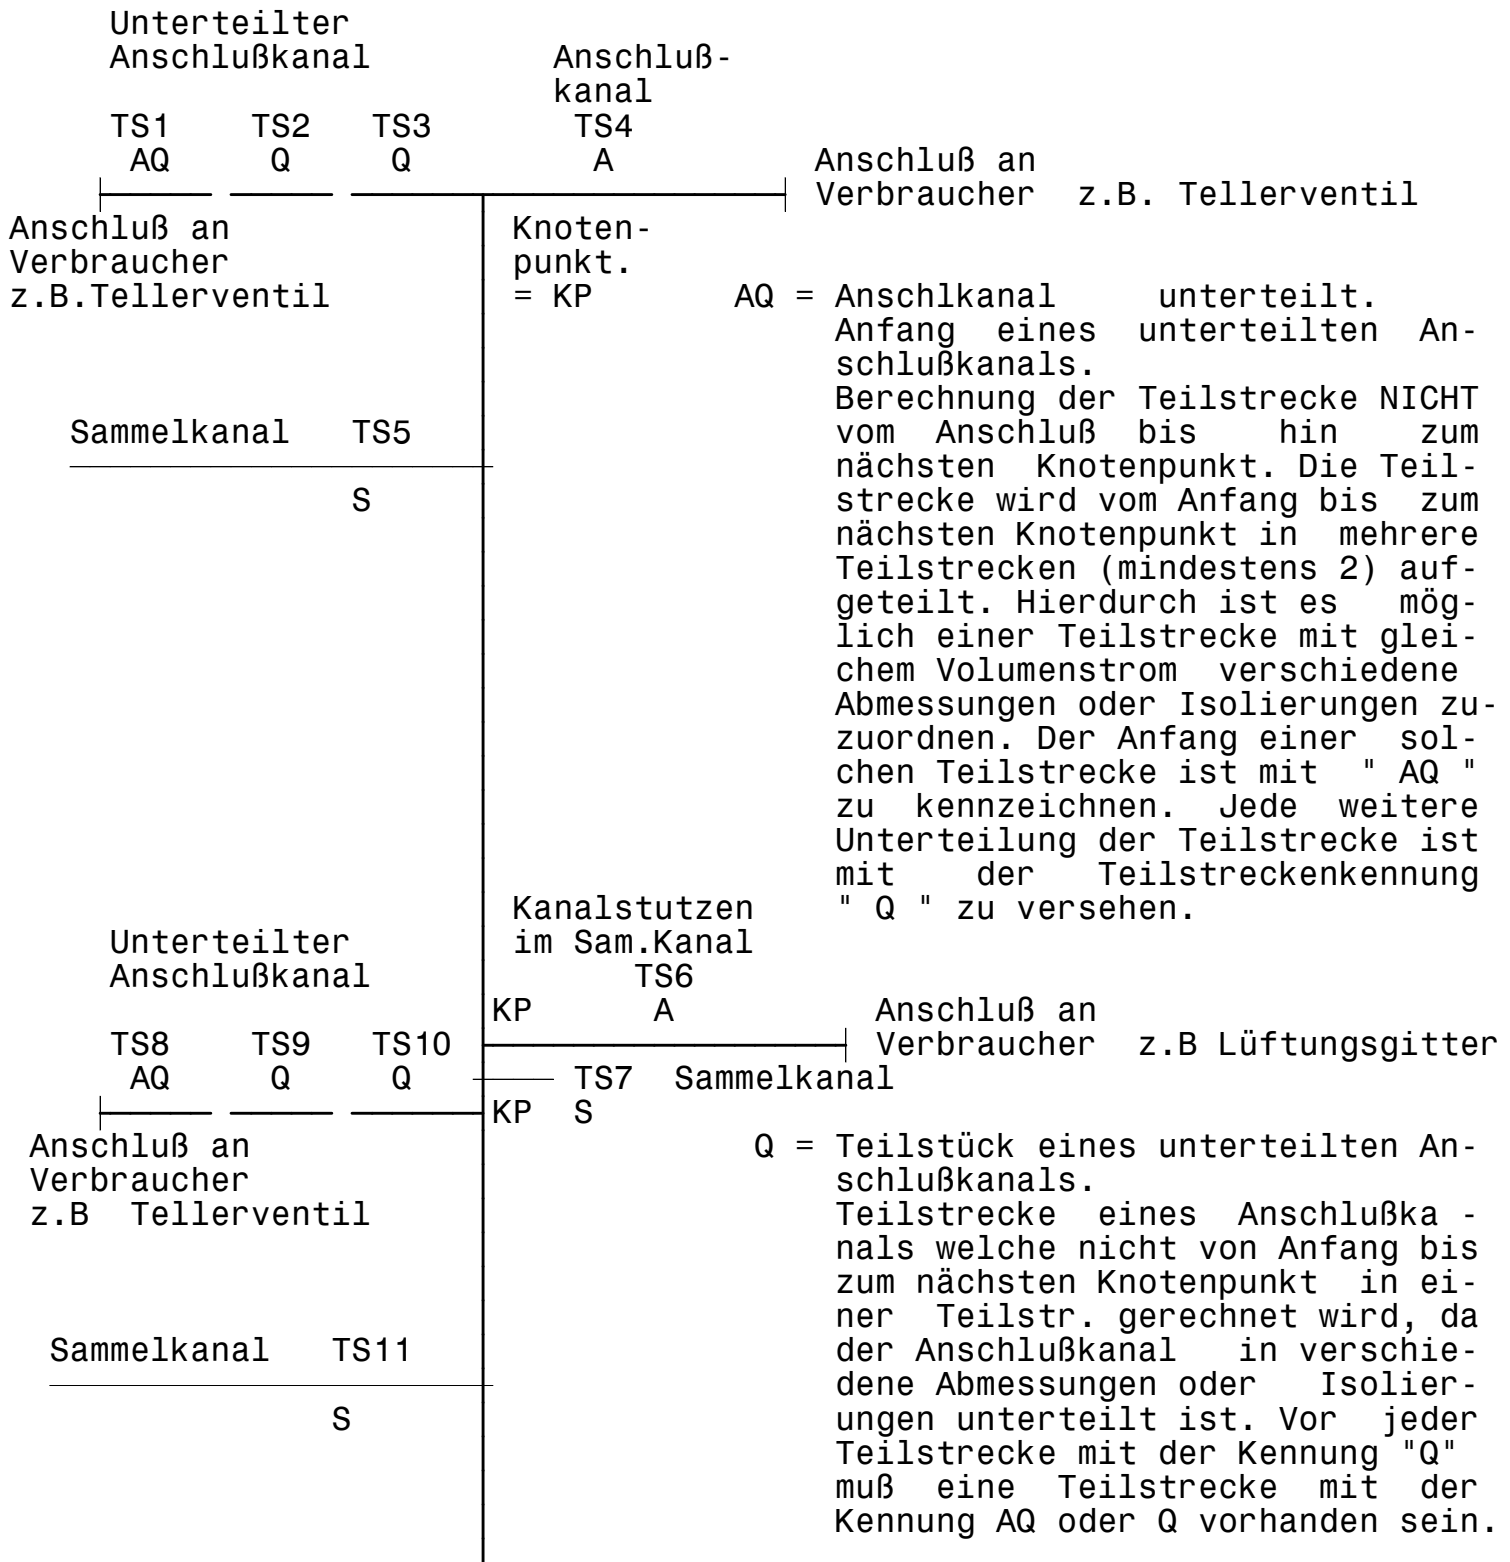 Unterteilter
Anschlußkanal Anschluß-
kanal
TS1 TS2 TS3 TS4
AQ Q Q A Anschluß an
Verbraucher z.B. Tellerventil
Anschluß an Knoten-
Verbraucher punkt.
z.B.Tellerventil = KP AQ = Anschlkanal unterteilt.
Anfang eines unterteilten An-
schlußkanals.
Berechnung der Teilstrecke NICHT
Sammelkanal TS5 vom Anschluß bis hin zum
nächsten Knotenpunkt. Die Teil-
S strecke wird vom Anfang bis zum
nächsten Knotenpunkt in mehrere
Teilstrecken (mindestens 2) auf-
geteilt. Hierdurch ist es mög-
lich einer Teilstrecke mit glei-
chem Volumenstrom verschiedene
Abmessungen oder Isolierungen zu-
zuordnen. Der Anfang einer sol-
chen Teilstrecke ist mit " AQ "
zu kennzeichnen. Jede weitere
Unterteilung der Teilstrecke ist
mit der Teilstreckenkennung
Kanalstutzen " Q " zu versehen.
Unterteilter im Sam.Kanal
Anschlußkanal TS6
KP A Anschluß an
TS8 TS9 TS10 Verbraucher z.B Lüftungsgitter
AQ Q Q TS7 Sammelkanal
KP S
Anschluß an Q = Teilstück eines unterteilten An-
Verbraucher schlußkanals.
z.B Tellerventil Teilstrecke eines Anschlußka -
nals welche nicht von Anfang bis
zum nächsten Knotenpunkt in ei-
ner Teilstr. gerechnet wird, da
Sammelkanal TS11 der Anschlußkanal in verschie-
dene Abmessungen oder Isolier-
S ungen unterteilt ist. Vor jeder
Teilstrecke mit der Kennung "Q"
muß eine Teilstrecke mit der
Kennung AQ oder Q vorhanden sein.